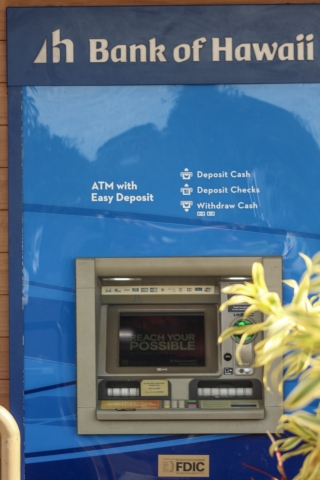 Bank of Hawaii
ATM with
Easy Deposit
Deposit Cash
Deposit Checks
Withdraw Cash
REACH YOUR
POSSIBLE
FDIC